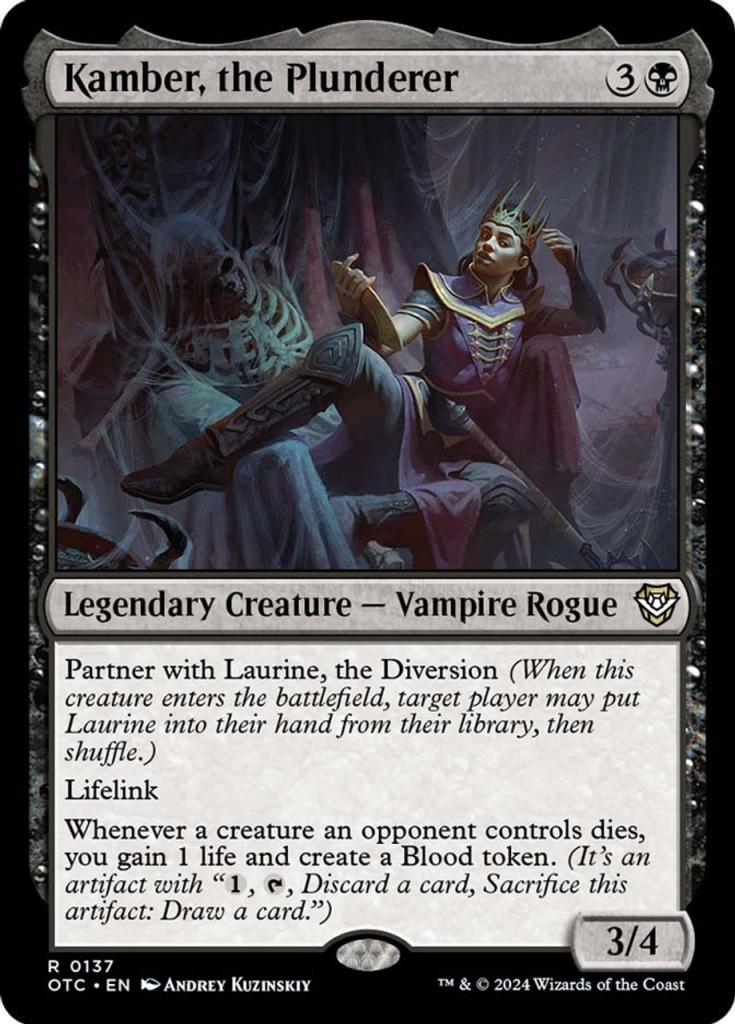 Kamber, the Plunderer 3
Legendary Creature — Vampire Rogue
Partner with Laurine, the Diversion (When this
creature enters the battlefield, target player may put
Laurine into their hand from their library, then
shuffle.)
Lifelink
Whenever a creature an opponent controls dies,
you gain 1 life and create a Blood token. (It's an
artifact with "1, , Discard a card, Sacrifice this
artifact: Draw a card.")
3/4
R 0137
OTC • EN Andrey Kuzinskiy ™ & © 2024 Wizards of the Coast